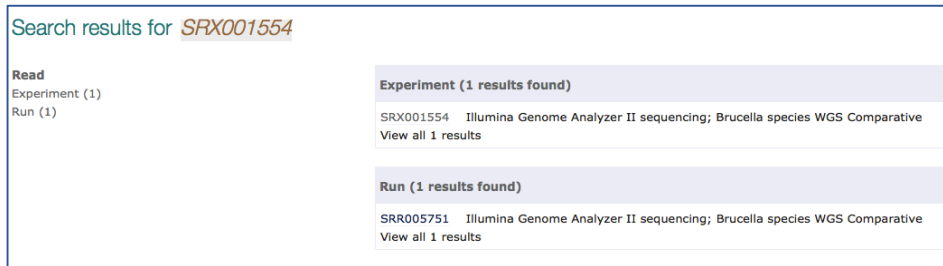 Search results for SRX001554
Read
Experiment (1)
Run (1)
Experiment (1 results found)
SRX001554 Illumina Genome Analyzer II sequencing; Brucella species WGS Comparative
View all 1 results
Run (1 results found)
SRR005751 Illumina Genome Analyzer II sequencing; Brucella species WGS Comparative
View all 1 results